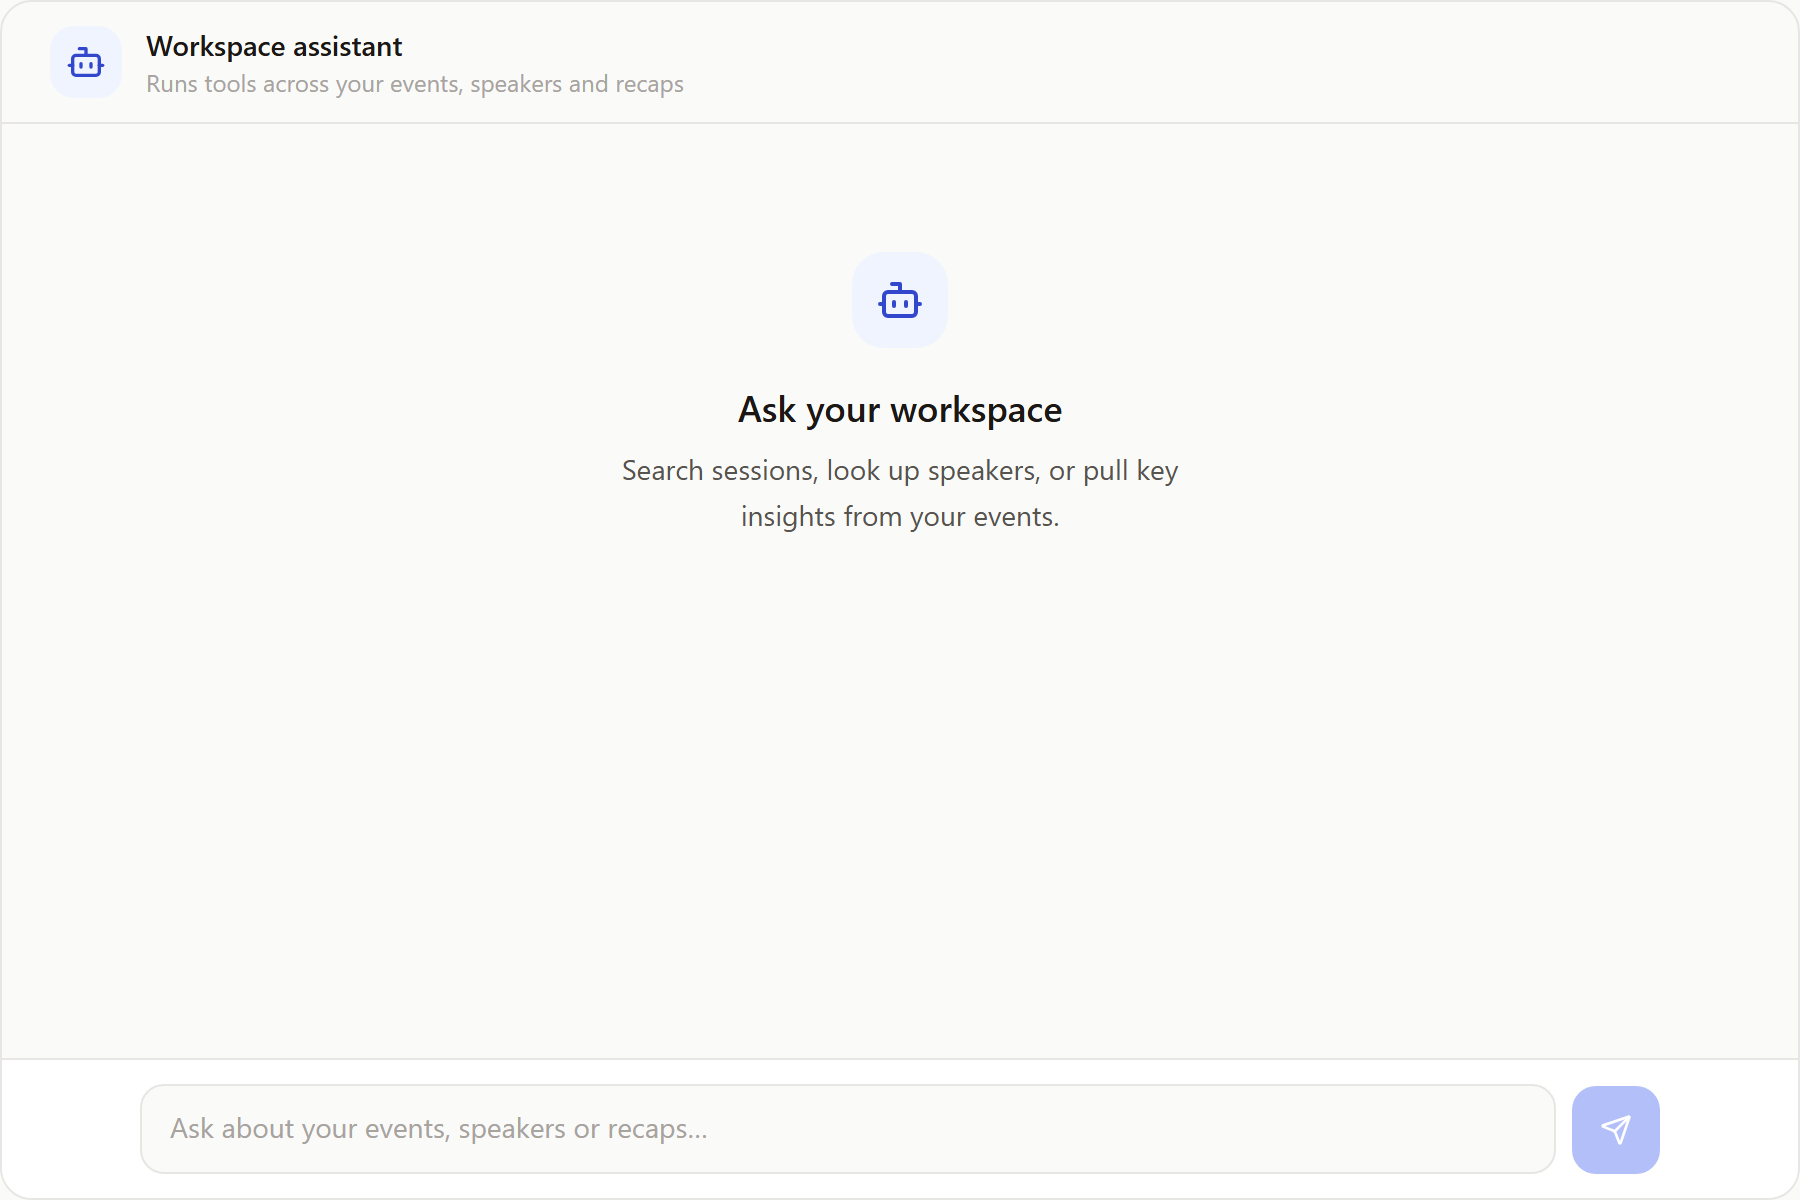 Workspace assistant
Runs tools across your events, speakers and recaps
Ask your workspace
Search sessions, look up speakers, or pull key
insights from your events.
Ask about your events, speakers or recaps...